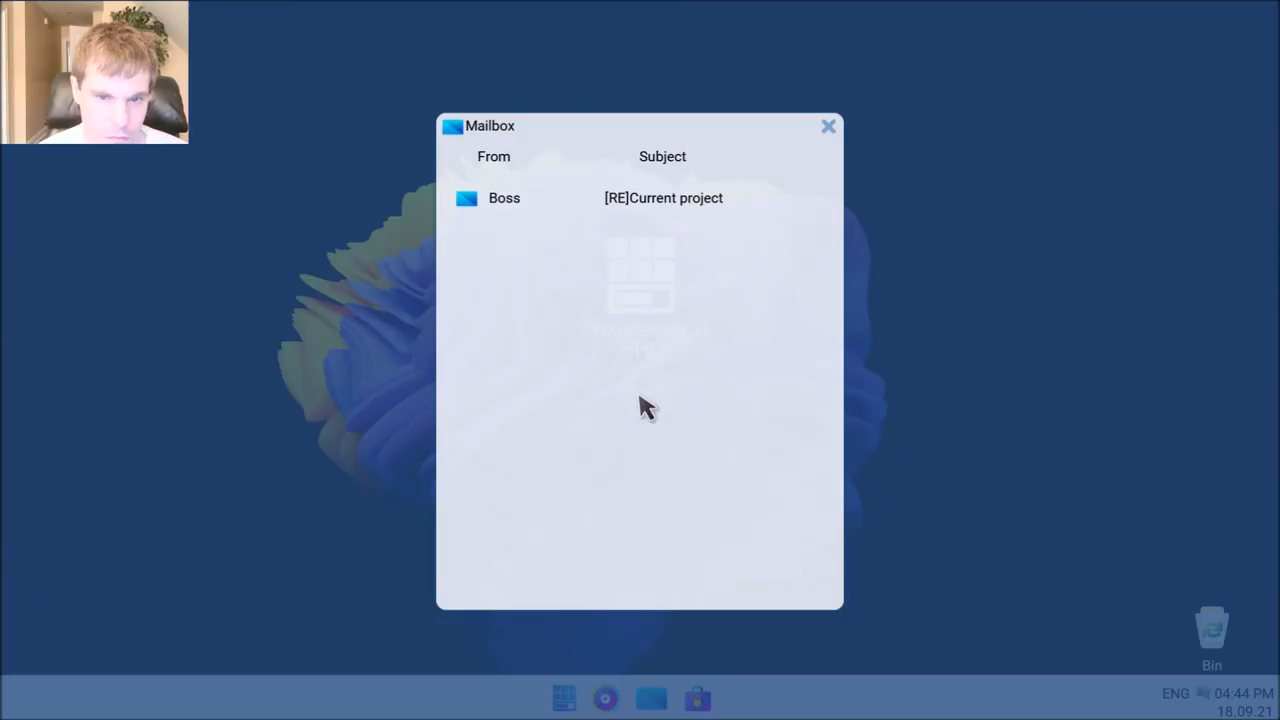 Mailbox
From Subject
Boss [RE]Current project
Bin
ENG 04:44 PM
18.09.21